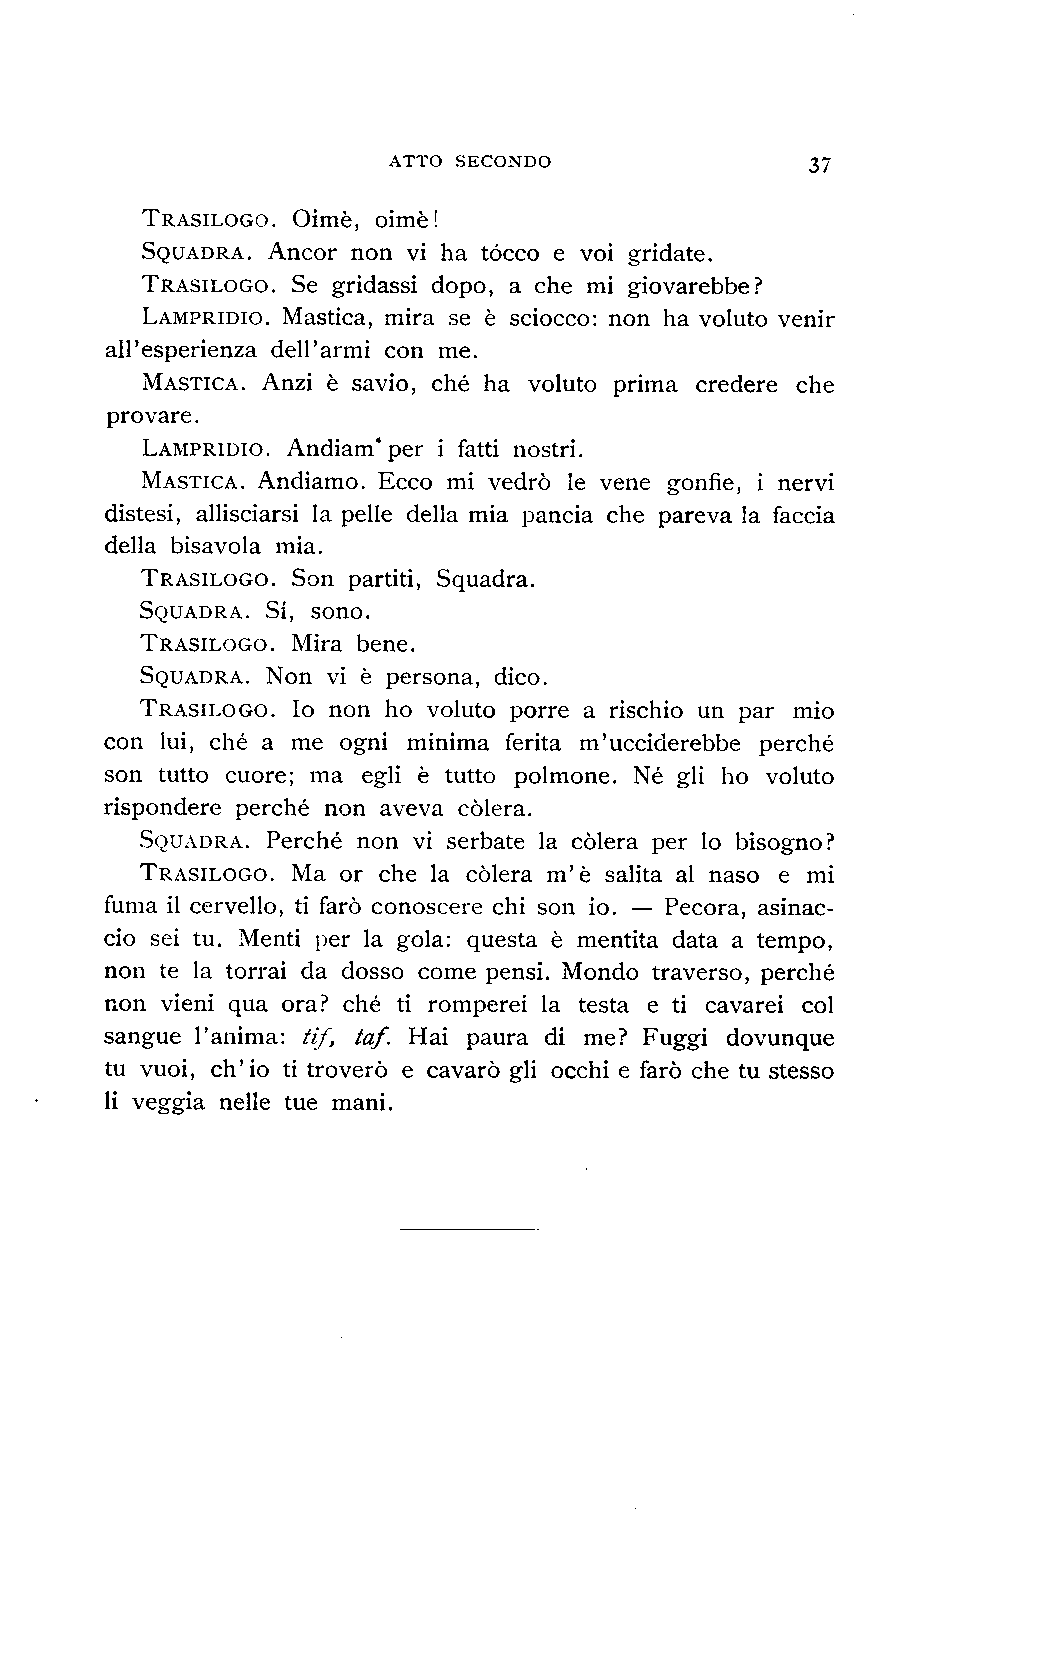 ATTO SECONDO 37
TRASILOGO. Oimè, oimè!
SQUADRA. Ancor non vi ha tócco e voi gridate.
TRASILOGO. Se gridassi dopo, a che mi giovarebbe?
LAMPRIDIO. Mastica, mira se è sciocco: non ha voluto venir
all'esperienza dell'armi con me.
MASTICA. Anzi è savio, ché ha voluto prima credere che
provare.
LAMPRIDIO. Andiam' per i fatti nostri.
MASTICA. Andiamo. Ecco mi vedrò le vene gonfie, i nervi
distesi, allisciarsi la pelle della mia pancia che pareva la faccia
della bisavola mia.
TRASILOGO. Son partiti, Squadra.
SQUADRA. Sí, sono.
TRASILOGO. Mira bene.
SQUADRA. Non vi è persona, dico.
TRASILOGO. Io non ho voluto porre a rischio un par mio
con lui, ché a me ogni minima ferita m'ucciderebbe perché
son tutto cuore; ma egli è tutto polmone. Né gli ho voluto
rispondere perché non aveva còlera.
SQUADRA. Perché non vi serbate la còlera per lo bisogno?
TRASILOGO. Ma or che la còlera m'è salita al naso e mi
fuma il cervello, ti farò conoscere chi son io. — Pecora, asinac-
cio sei tu. Menti per la gola: questa è mentita data a tempo,
non te la torrai da dosso come pensi. Mondo traverso, perché
non vieni qua ora? ché ti romperei la testa e ti cavarei col
sangue l'anima: tif, taf. Hai paura di me? Fuggi dovunque
tu vuoi, ch'io ti troverò e cavarò gli occhi e farò che tu stesso
li veggia nelle tue mani.